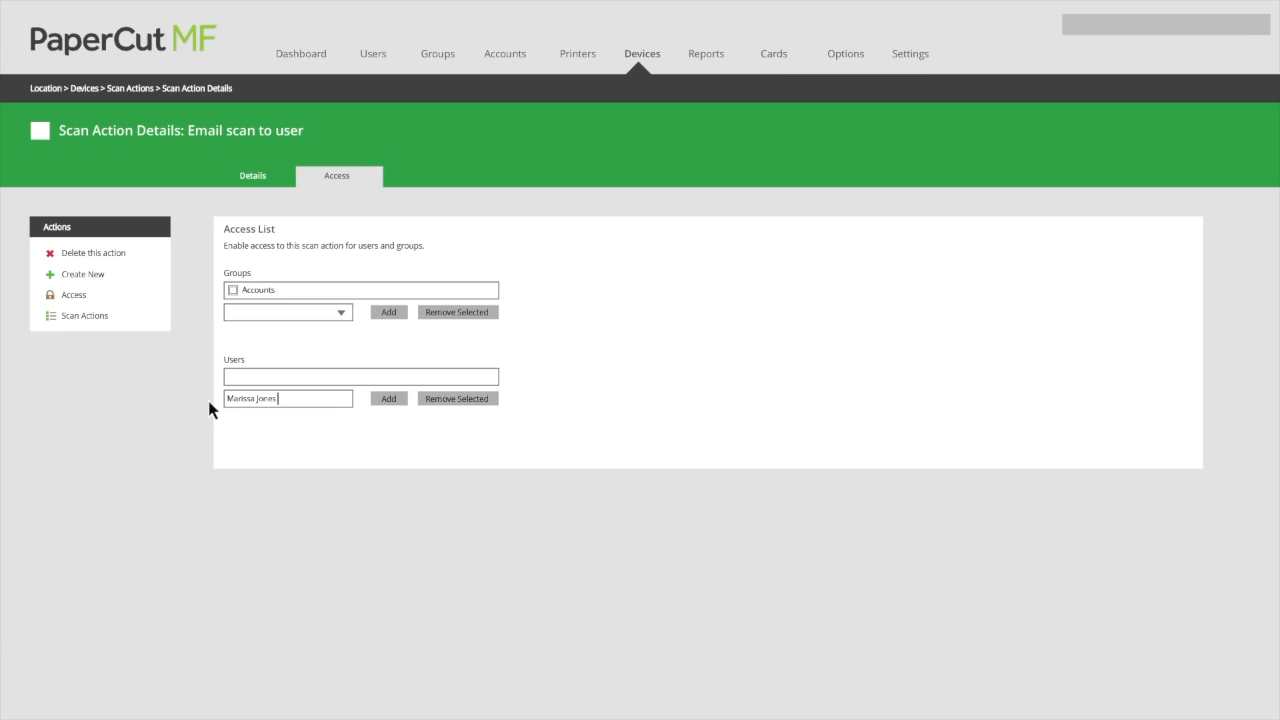 PaperCut MF
Dashboard Users Groups Accounts Printers Devices Reports Cards Options Settings
Location > Devices > Scan Actions > Scan Action Details
Scan Action Details: Email scan to user
Details Access
Actions
Delete this action
Create New
Access
Scan Actions
Access List
Enable access to this scan action for users and groups.
Groups
Accounts
Add Remove Selected
Users
Marissa Jones Add Remove Selected